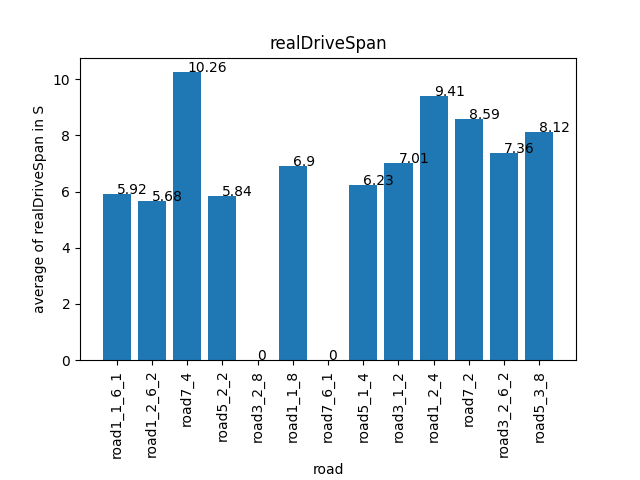 realDriveSpan
average of realDriveSpan in S
10
8
6
4
2
0
5.92
5.68
10.26
5.84
0
6.9
0
6.23
7.01
9.41
8.59
7.36
8.12
road1_1_6_1
road1_2_6_2
road7_4
road5_2_2
road3_2_8
road1_1_8
road7_6_1
road5_1_4
road3_1_2
road1_2_4
road7_2
road3_2_6_2
road5_3_8
road